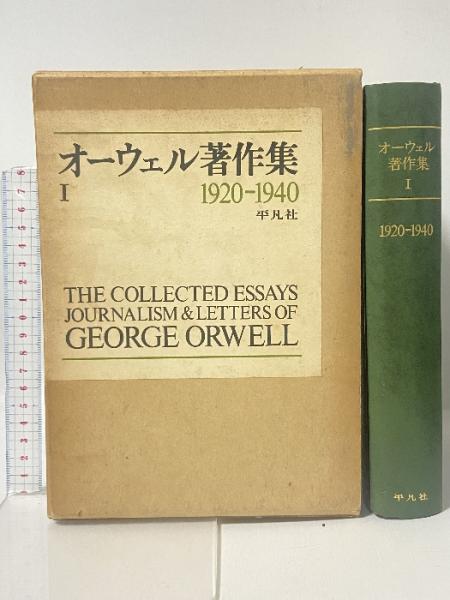 オーウェル著作集
I
1920-1940
平凡社
THE COLLECTED ESSAYS
JOURNALISM & LETTERS OF
GEORGE ORWELL
オーウェル
著作集
I
1920-1940
平凡社